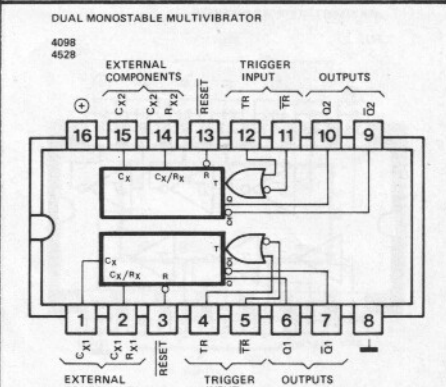 DUAL MONOSTABLE MULTIVIBRATOR
4098
4528
EXTERNAL COMPONENTS
TRIGGER INPUT
OUTPUTS
CX2
CX2 RX2
RESET
TR
TR
Q2
Q2
16 15 14 13 12 11 10 9
CX
CX/RX
R
T
Q
Q
T
Q
Q
CX
CX/RX
R
1 2 3 4 5 6 7 8
CX1
CX1 RX1
RESET
TR
TR
Q1
Q1
EXTERNAL
TRIGGER
OUTPUTS